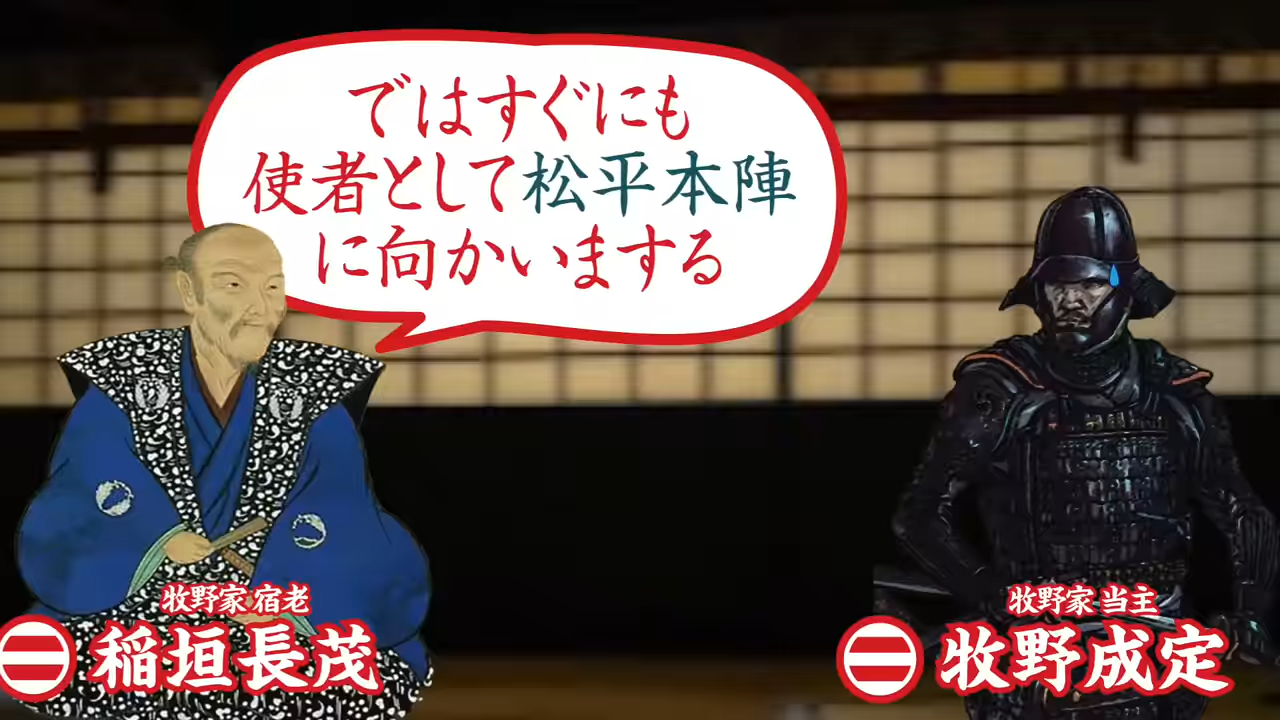 ではすぐにも
使者として松平本陣
に向かいまする
牧野家 宿老
稲垣長茂
牧野家 当主
牧野成定